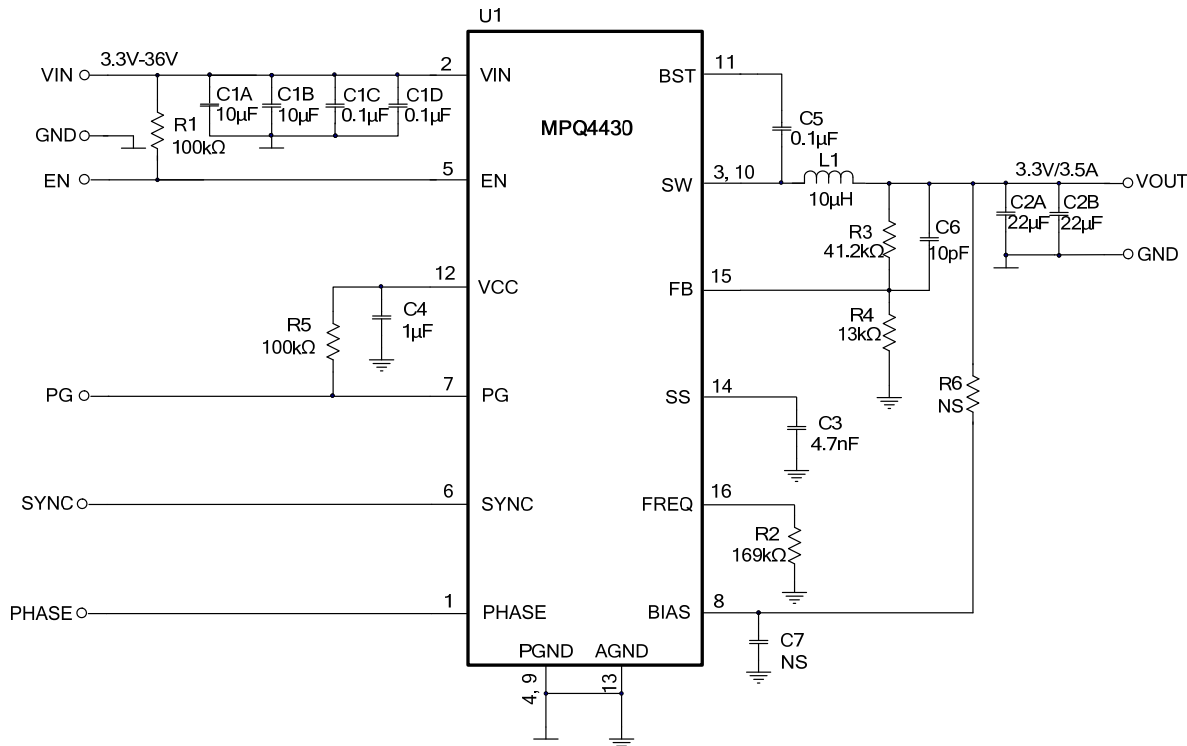 U1
MPQ4430
VIN
3.3V-36V
2
VIN
C1A
10µF
C1B
10µF
C1C
0.1µF
C1D
0.1µF
GND
R1
100kΩ
EN
5
EN
12
VCC
C4
1µF
R5
100kΩ
PG
7
PG
SYNC
6
SYNC
PHASE
1
PHASE
BST
11
C5
0.1µF
SW
3, 10
L1
10µH
3.3V/3.5A
VOUT
C2A
22µF
C2B
22µF
GND
R3
41.2kΩ
C6
10pF
FB
15
R4
13kΩ
R6
NS
SS
14
C3
4.7nF
FREQ
16
R2
169kΩ
BIAS
8
C7
NS
PGND
AGND
4, 9
13